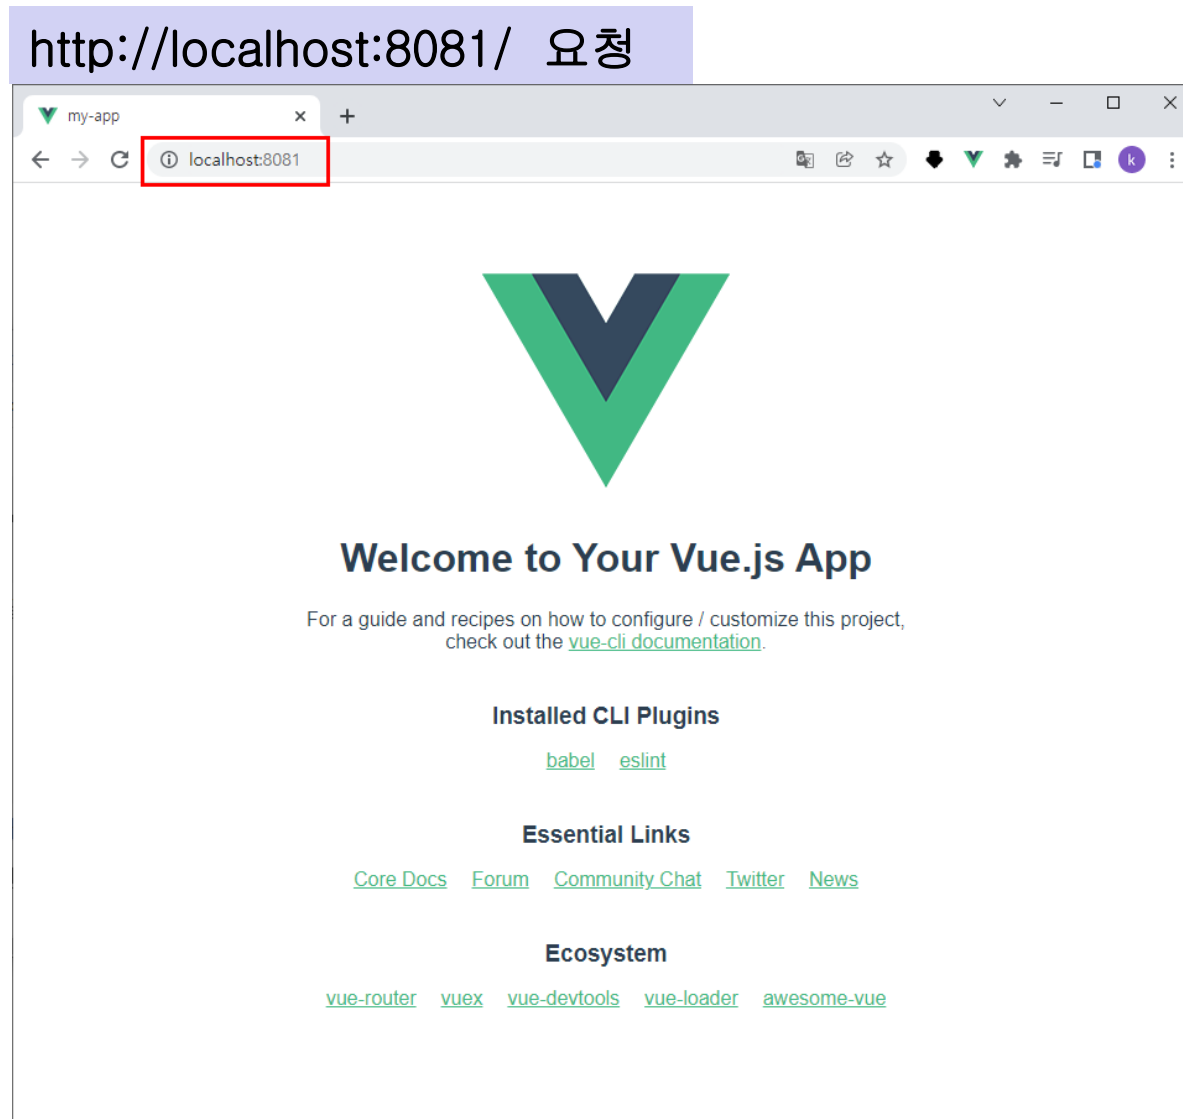 http://localhost:8081/ 요청
my-app
localhost:8081
k
Welcome to Your Vue.js App
For a guide and recipes on how to configure / customize this project,
check out the vue-cli documentation.
Installed CLI Plugins
babel eslint
Essential Links
Core Docs Forum Community Chat Twitter News
Ecosystem
vue-router vuex vue-devtools vue-loader awesome-vue